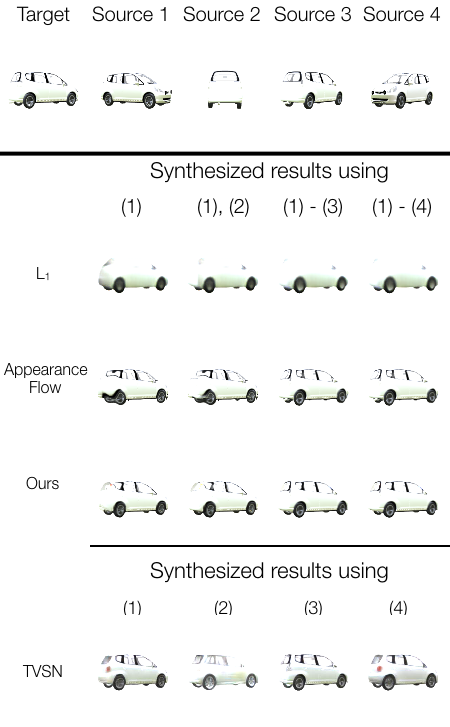 Target Source 1 Source 2 Source 3 Source 4
Synthesized results using
(1) (1), (2) (1) - (3) (1) - (4)
L₁
Appearance
Flow
Ours
Synthesized results using
(1) (2) (3) (4)
TVSN